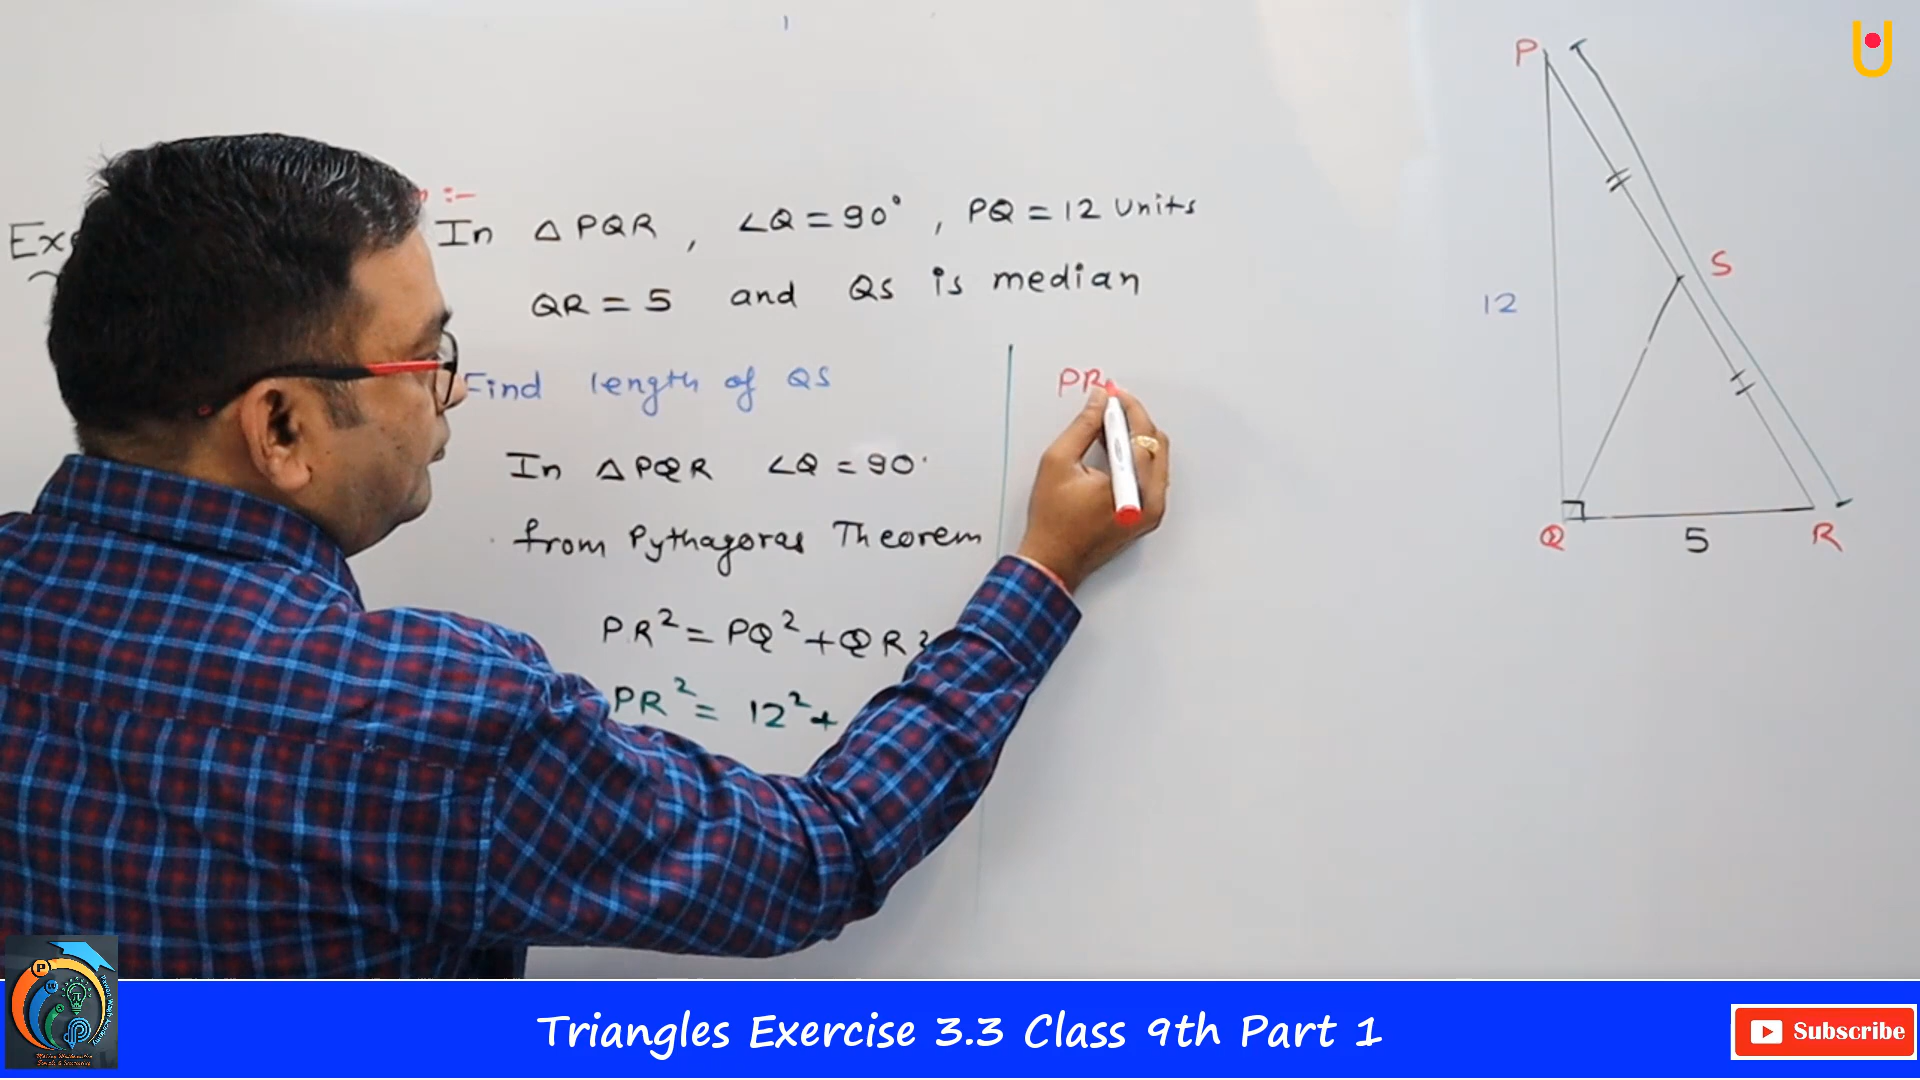 :-
In △ PQR , ∠Q = 90° , PQ = 12 Units
QR = 5 and QS is median
Find length of QS
In △ PQR ∠Q = 90°
from Pythagoras Theorem
PR² = PQ² + QR²
PR² = 12² +
PR
P
S
12
Q
5
R
Triangles Exercise 3.3 Class 9th Part 1
Subscribe